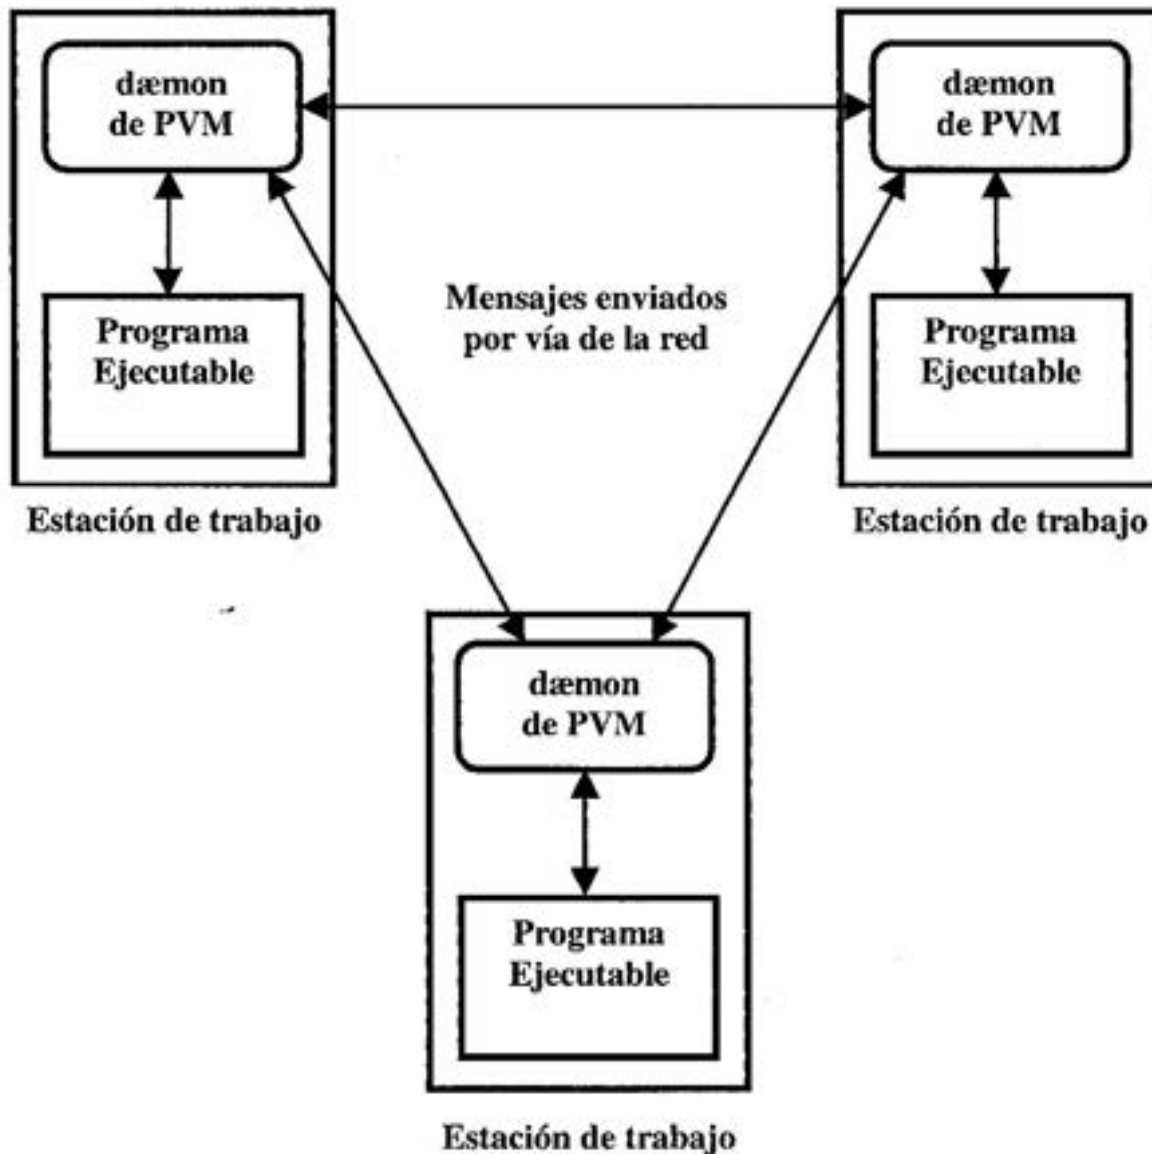 dæmon
de PVM
dæmon
de PVM
Mensajes enviados
por vía de la red
Programa
Ejecutable
Programa
Ejecutable
Estación de trabajo
Estación de trabajo
dæmon
de PVM
Programa
Ejecutable
Estación de trabajo